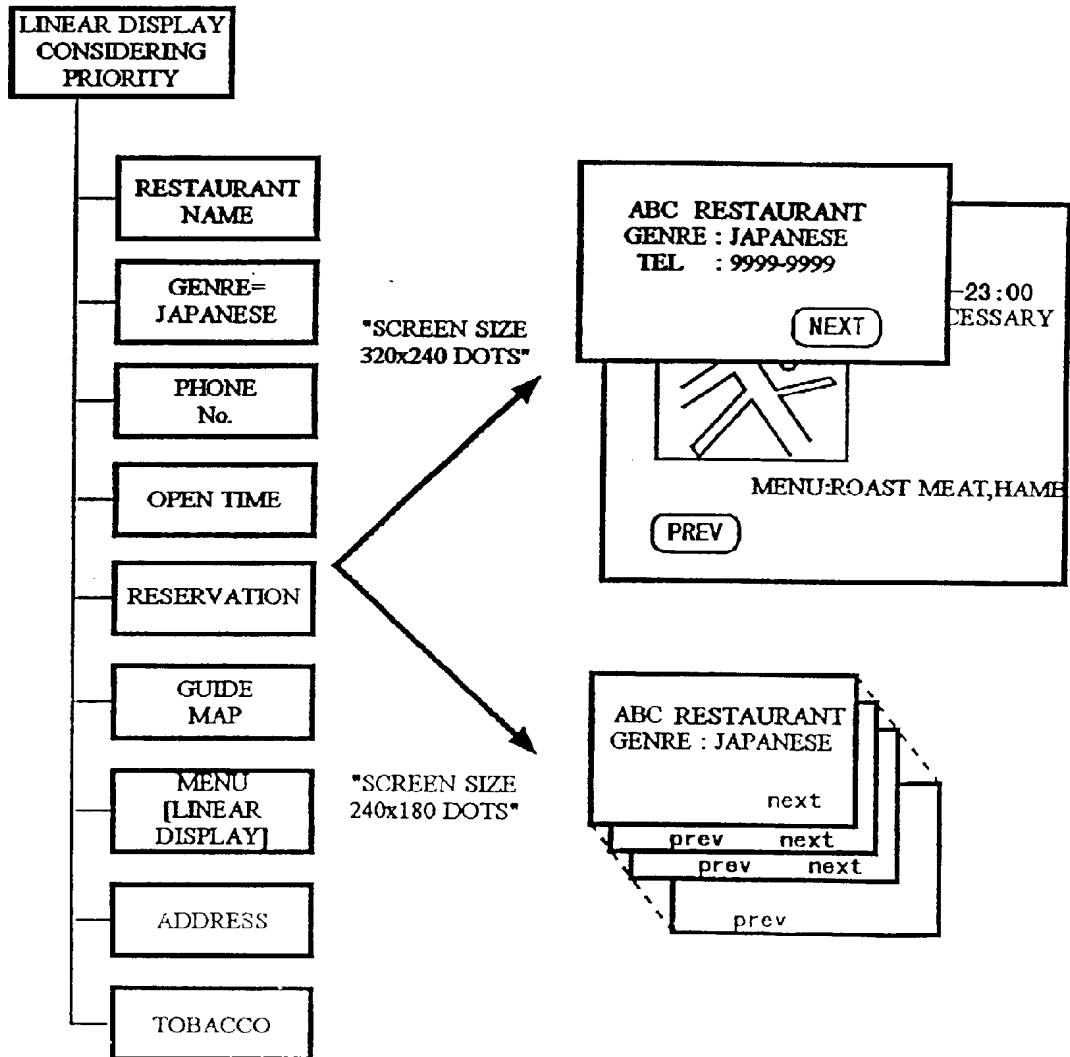 LINEAR DISPLAY
CONSIDERING
PRIORITY
RESTAURANT
NAME
GENRE=
JAPANESE
PHONE
No.
OPEN TIME
RESERVATION
GUIDE
MAP
MENU
[LINEAR
DISPLAY]
ADDRESS
TOBACCO
"SCREEN SIZE
320x240 DOTS"
ABC RESTAURANT
GENRE : JAPANESE
TEL : 9999-9999
NEXT
-23:00
CESSARY
MENU:ROAST MEAT,HAMB
PREV
"SCREEN SIZE
240x180 DOTS"
ABC RESTAURANT
GENRE : JAPANESE
next
prev next
prev next
prev